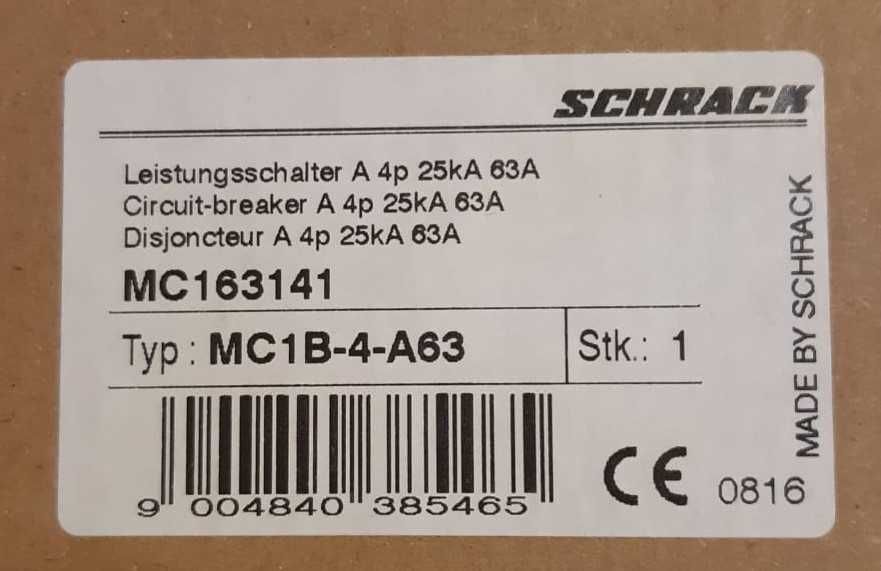 SCHRACK
Leistungsschalter A 4p 25kA 63A
Circuit-breaker A 4p 25kA 63A
Disjoncteur A 4p 25kA 63A
MC163141
Typ : MC1B-4-A63
Stk.: 1
9 004840 385465
CE 0816
MADE BY SCHRACK